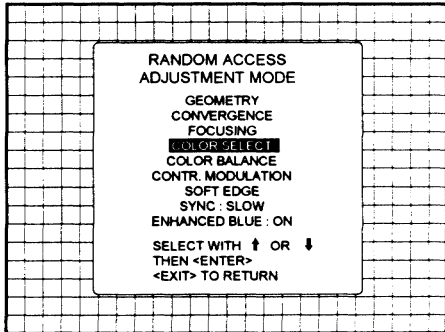 RANDOM ACCESS
ADJUSTMENT MODE
GEOMETRY
CONVERGENCE
FOCUSING
COLOR SELECT
COLOR BALANCE
CONTR. MODULATION
SOFT EDGE
SYNC : SLOW
ENHANCED BLUE : ON
SELECT WITH ⬆ OR ⬇
THEN <ENTER>
<EXIT> TO RETURN